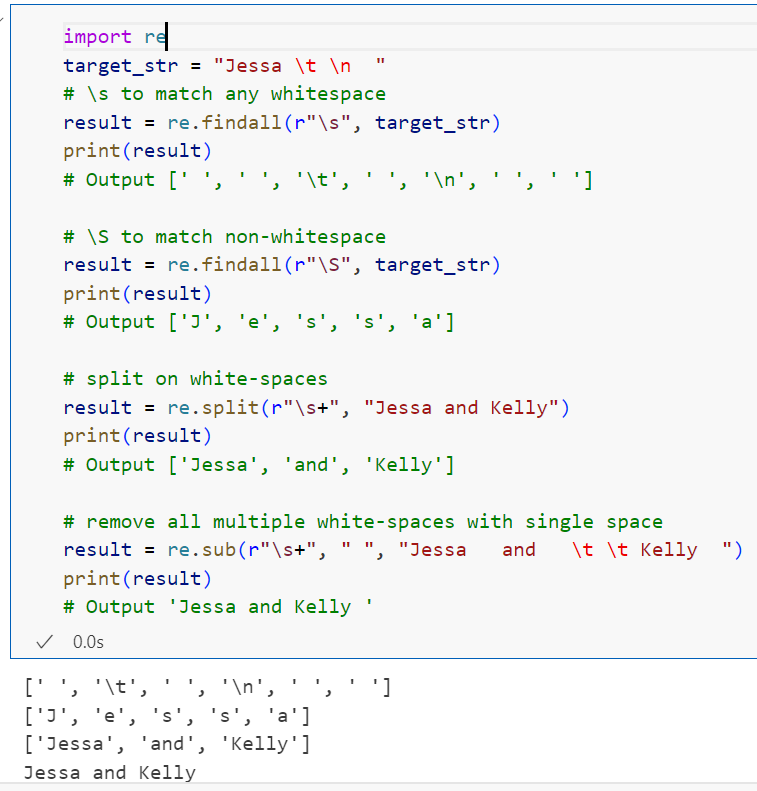 import re
target_str = "Jessa \t \n  "
# \s to match any whitespace
result = re.findall(r"\s", target_str)
print(result)
# Output [' ', ' ', '\t', ' ', '\n', ' ', ' ']
# \S to match non-whitespace
result = re.findall(r"\S", target_str)
print(result)
# Output ['J', 'e', 's', 's', 'a']
# split on white-spaces
result = re.split(r"\s+", "Jessa and Kelly")
print(result)
# Output ['Jessa', 'and', 'Kelly']
# remove all multiple white-spaces with single space
result = re.sub(r"\s+", " ", "Jessa   and   \t \t Kelly  ")
print(result)
# Output 'Jessa and Kelly '
0.0s
[' ', '\t', ' ', '\n', ' ', ' ']
['J', 'e', 's', 's', 'a']
['Jessa', 'and', 'Kelly']
Jessa and Kelly